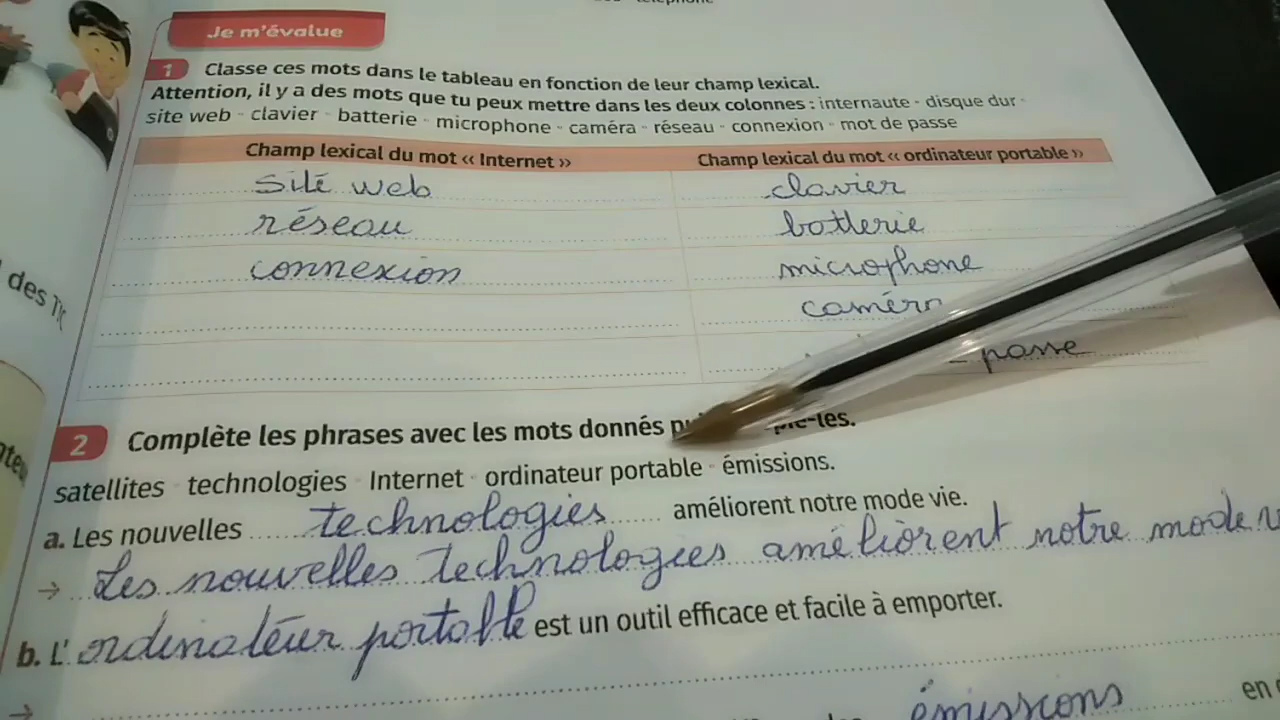 Je m'évalue
1 Classe ces mots dans le tableau en fonction de leur champ lexical.
Attention, il y a des mots que tu peux mettre dans les deux colonnes : internaute - disque dur -
site web - clavier - batterie - microphone - caméra - réseau - connexion - mot de passe
Champ lexical du mot « Internet » Champ lexical du mot « ordinateur portable »
site web clavier
réseau batterie
connexion microphone
caméra
passe
des TIC
2 Complète les phrases avec les mots donnés
satellites - technologies - Internet - ordinateur portable - émissions.
a. Les nouvelles technologies améliorent notre mode vie.
→ Les nouvelles technologies améliorent notre mode
b. L'ordinateur portable est un outil efficace et facile à emporter.
→
émissions en